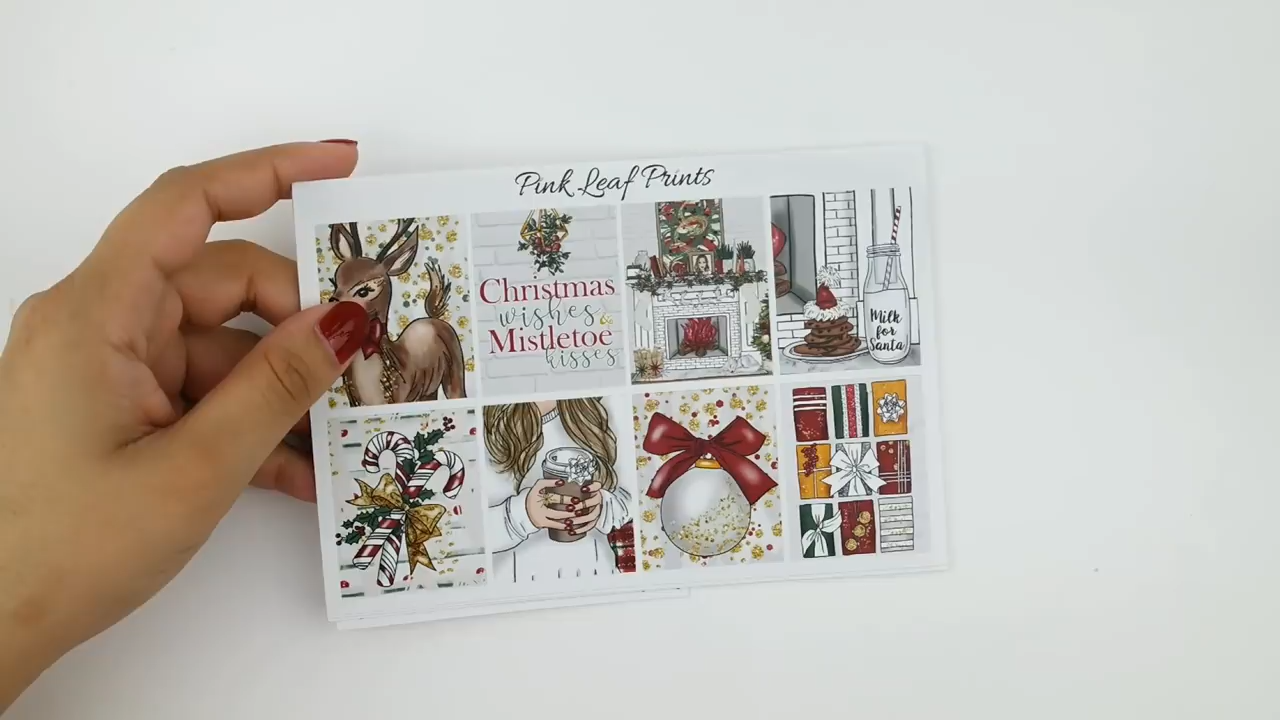 Pink Leaf Prints
Christmas
wishes &
Mistletoe
kisses
Milk
for
Santa